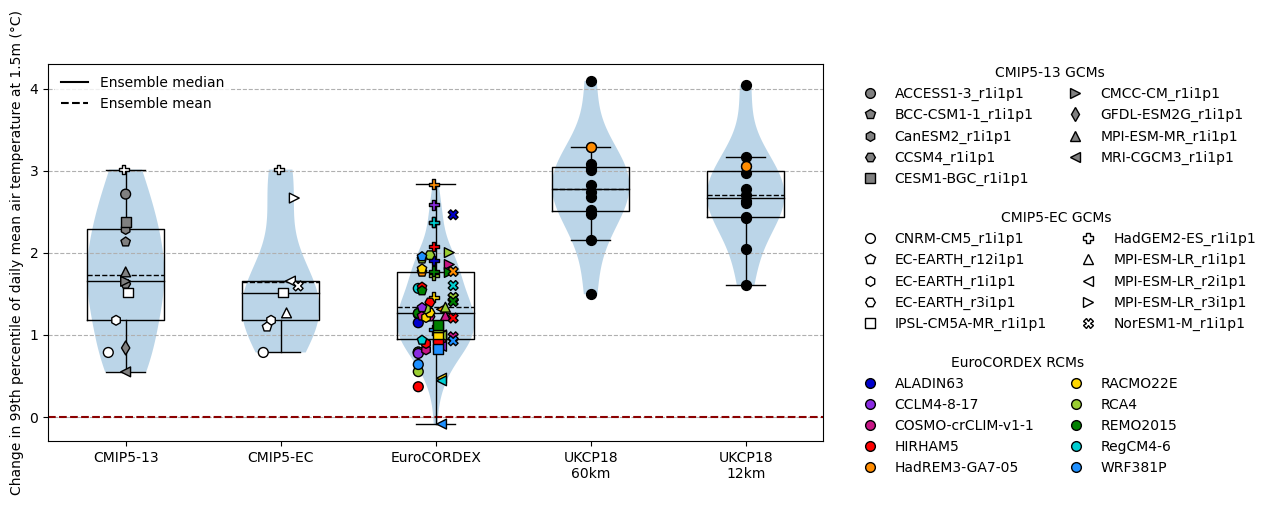 Change in 99th percentile of daily mean air temperature at 1.5m (°C)
4
3
2
1
0
Ensemble median
Ensemble mean
CMIP5-13
CMIP5-EC
EuroCORDEX
UKCP18
60km
UKCP18
12km
CMIP5-13 GCMs
ACCESS1-3_r1i1p1
BCC-CSM1-1_r1i1p1
CanESM2_r1i1p1
CCSM4_r1i1p1
CESM1-BGC_r1i1p1
CMCC-CM_r1i1p1
GFDL-ESM2G_r1i1p1
MPI-ESM-MR_r1i1p1
MRI-CGCM3_r1i1p1
CMIP5-EC GCMs
CNRM-CM5_r1i1p1
EC-EARTH_r12i1p1
EC-EARTH_r1i1p1
EC-EARTH_r3i1p1
IPSL-CM5A-MR_r1i1p1
HadGEM2-ES_r1i1p1
MPI-ESM-LR_r1i1p1
MPI-ESM-LR_r2i1p1
MPI-ESM-LR_r3i1p1
NorESM1-M_r1i1p1
EuroCORDEX RCMs
ALADIN63
CCLM4-8-17
COSMO-crCLIM-v1-1
HIRHAM5
HadREM3-GA7-05
RACMO22E
RCA4
REMO2015
RegCM4-6
WRF381P